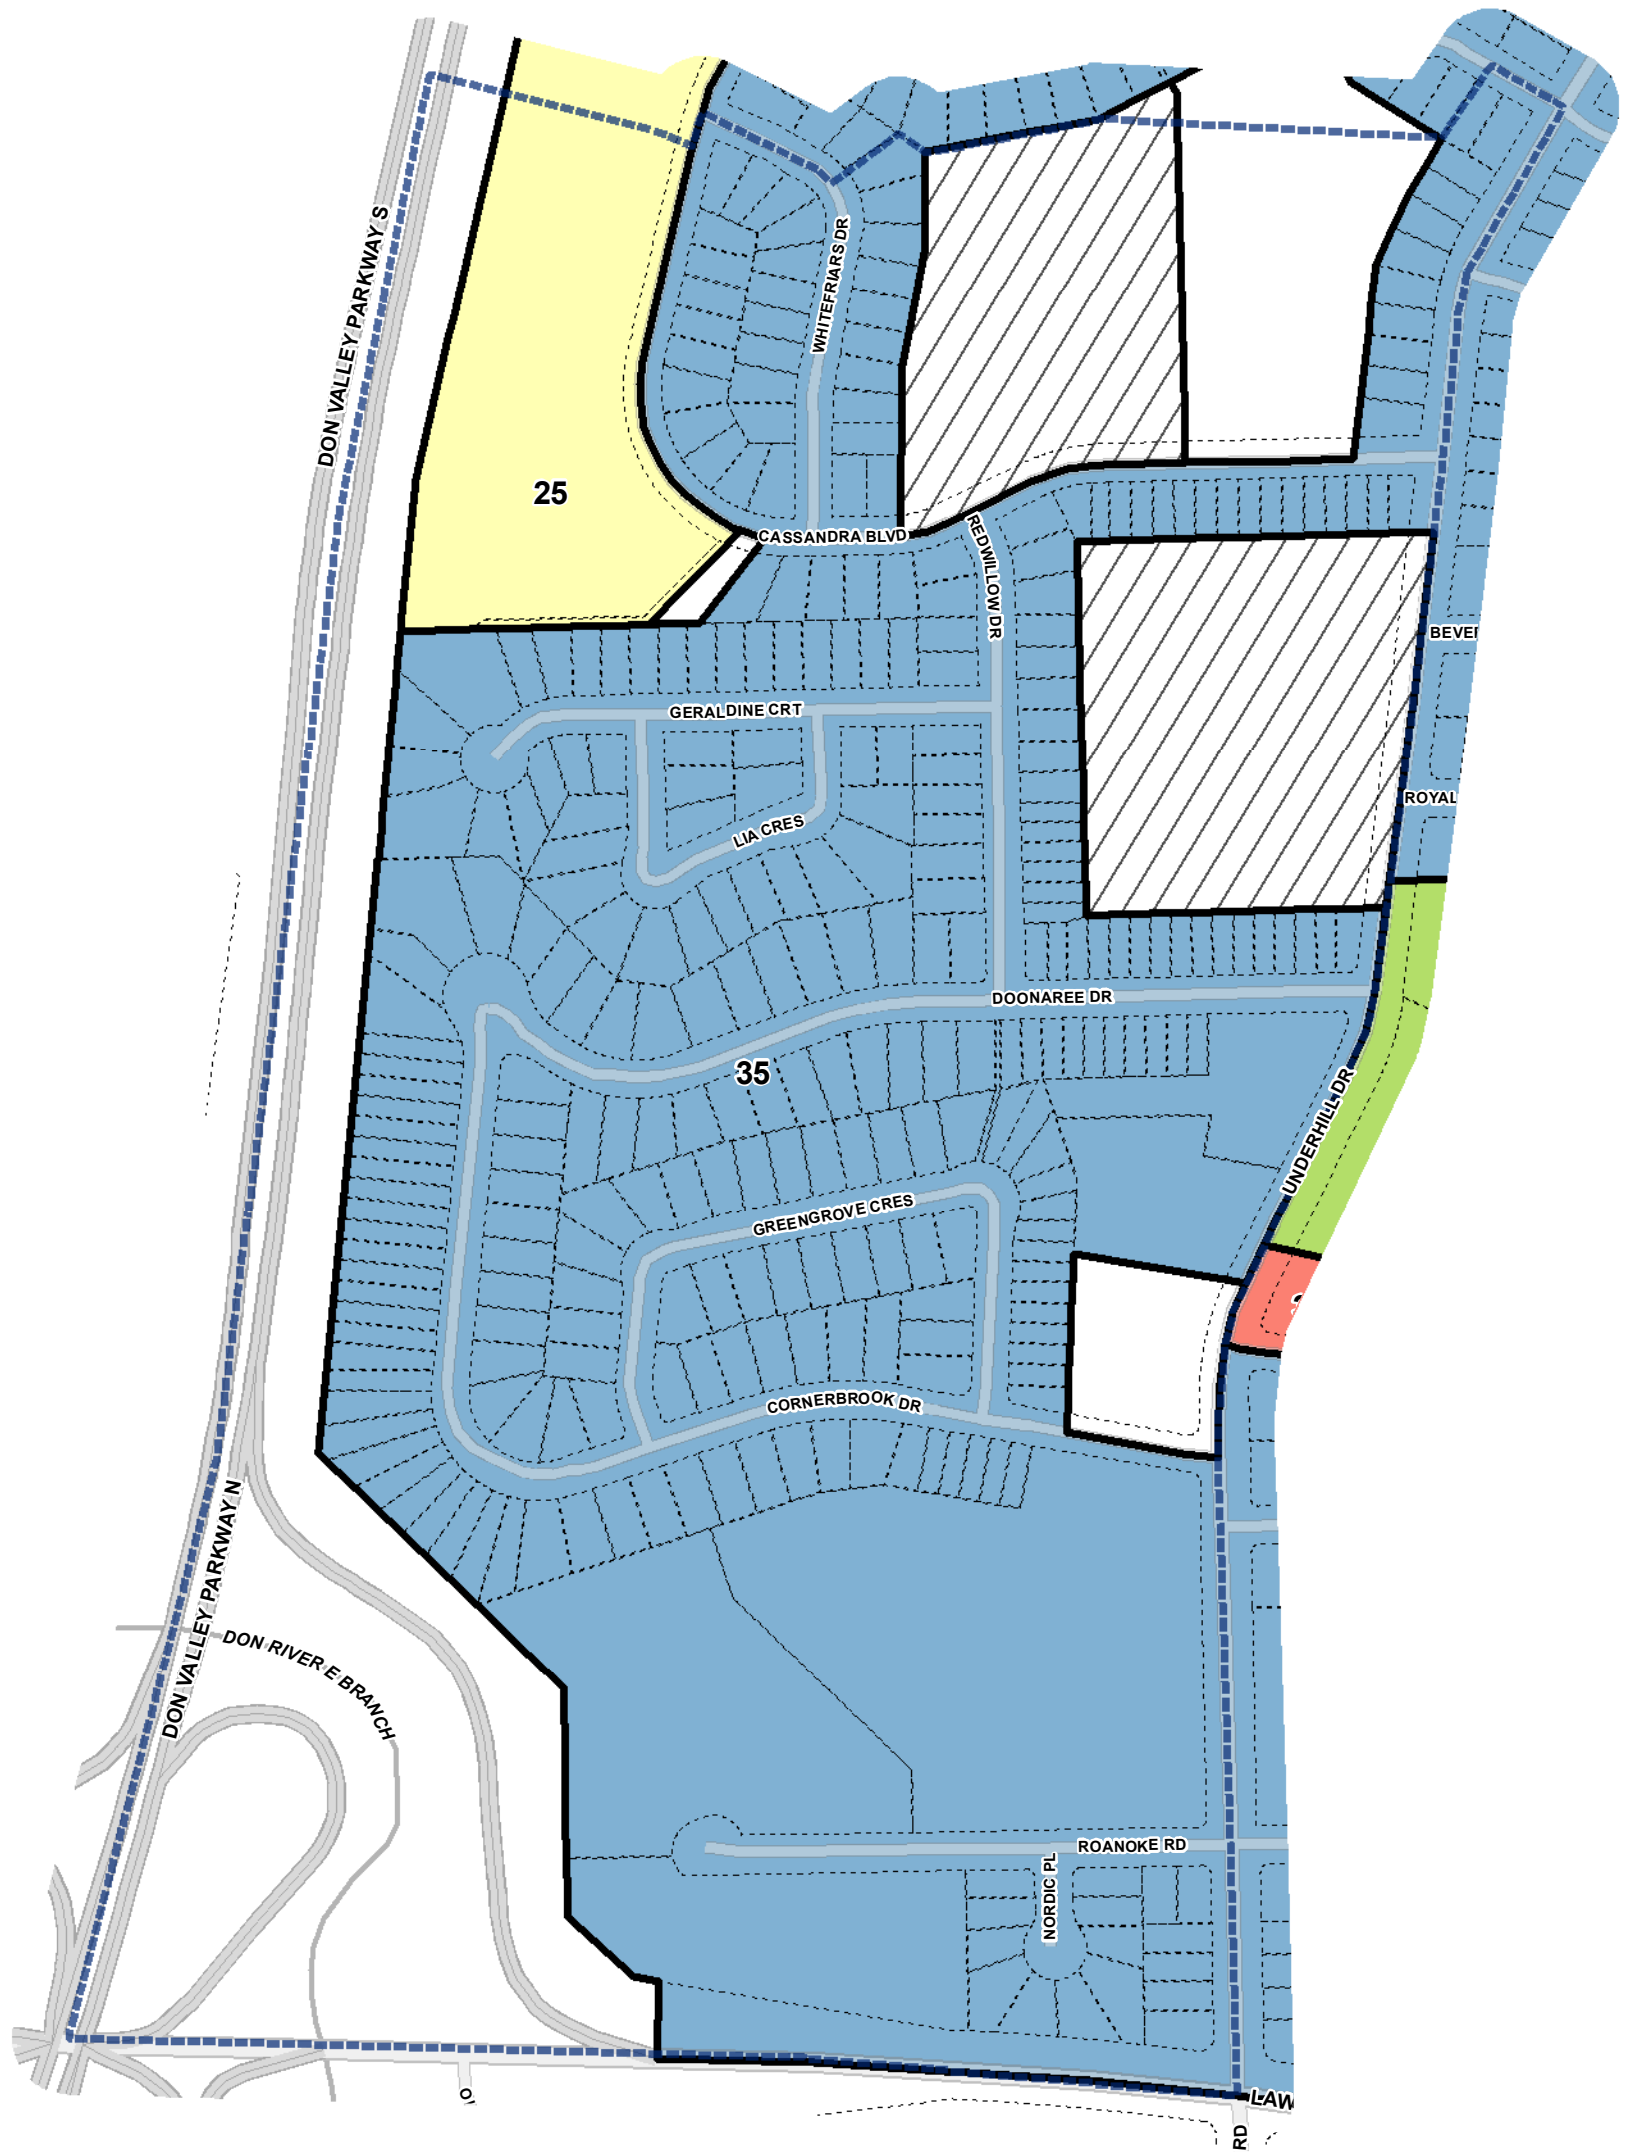 DON VALLEY PARKWAY S
WHITEFRIARS DR
25
CASSANDRA BLVD
REDWILLOW DR
BEVE
GERALDINE CRT
ROYAL
LIA CRES
DOONAREE DR
35
UNDERHILL DR
GREENGROVE CRES
CORNERBROOK DR
DON VALLEY PARKWAY N
DON RIVER E BRANCH
ROANOKE RD
NORDIC PL
LAW
RD